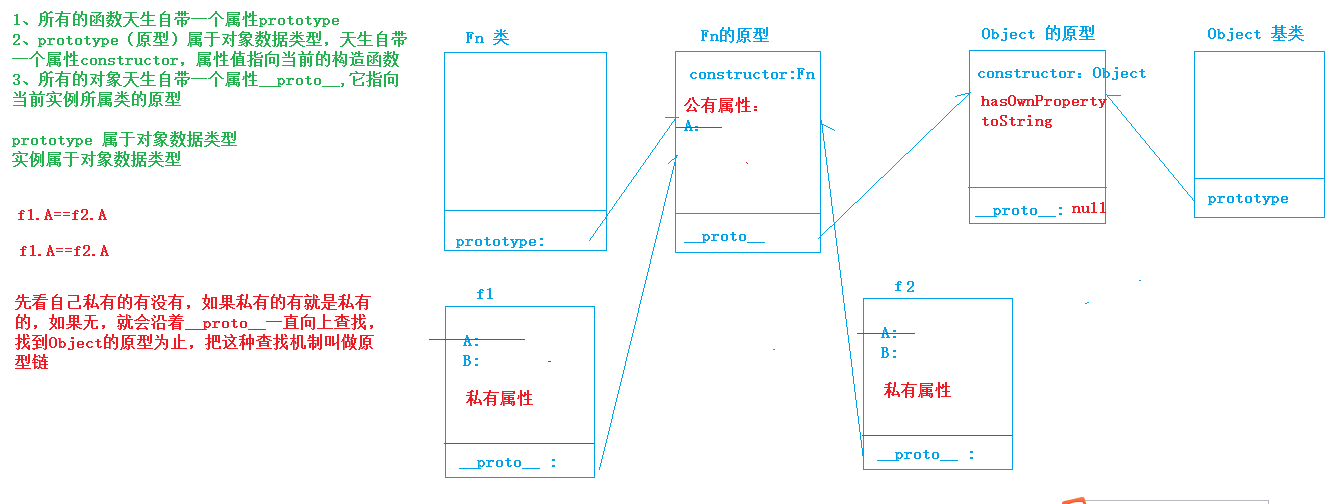 1、所有的函数天生自带一个属性prototype
2、prototype（原型）属于对象数据类型，天生自带
一个属性constructor，属性值指向当前的构造函数
3、所有的对象天生自带一个属性__proto__,它指向
当前实例所属类的原型
prototype 属于对象数据类型
实例属于对象数据类型
f1.A==f2.A
f1.A==f2.A
先看自己私有的有没有，如果私有的有就是私有
的，如果无，就会沿着__proto__一直向上查找，
找到Object的原型为止，把这种查找机制叫做原
型链
Fn 类
prototype:
Fn的原型
constructor:Fn
公有属性：
A:
__proto__
Object 的原型
constructor：Object
hasOwnProperty
toString
__proto__：null
Object 基类
prototype
f1
A:
B:
私有属性
__proto__ ：
f2
A:
B:
私有属性
__proto__ ：